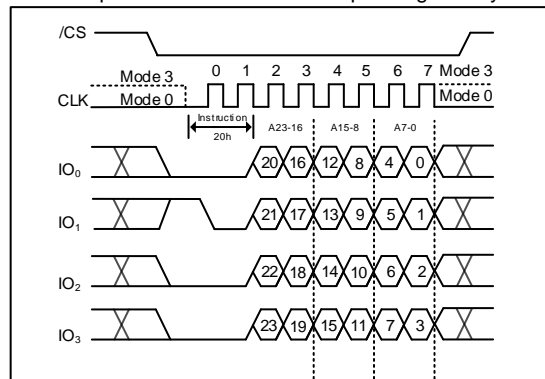 /CS
0 1 2 3 4 5 6 7
Mode 3 Mode 3
CLK Mode 0 Mode 0
Instruction A23-16 A15-8 A7-0
20h
IO0 20 16 12 8 4 0
IO1 21 17 13 9 5 1
IO2 22 18 14 10 6 2
IO3 23 19 15 11 7 3